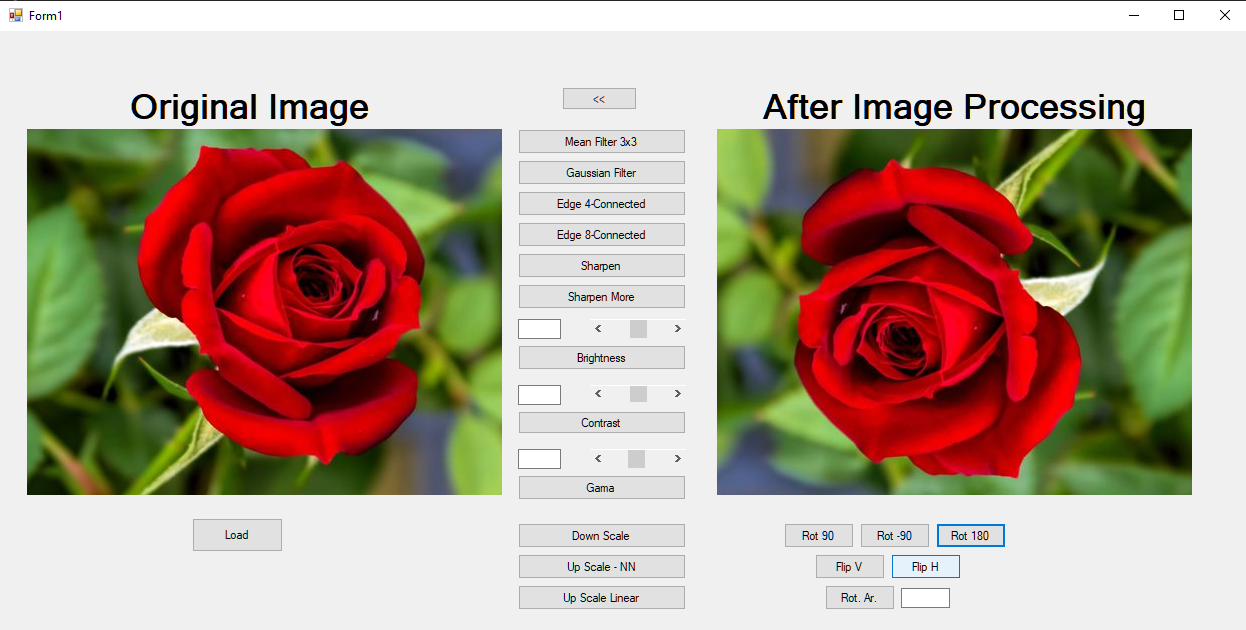 Form1
Original Image
<<
After Image Processing
Mean Filter 3x3
Gaussian Filter
Edge 4-Connected
Edge 8-Connected
Sharpen
Sharpen More
Brightness
Contrast
Gama
Load
Down Scale
Up Scale - NN
Up Scale Linear
Rot 90
Rot -90
Rot 180
Flip V
Flip H
Rot. Ar.